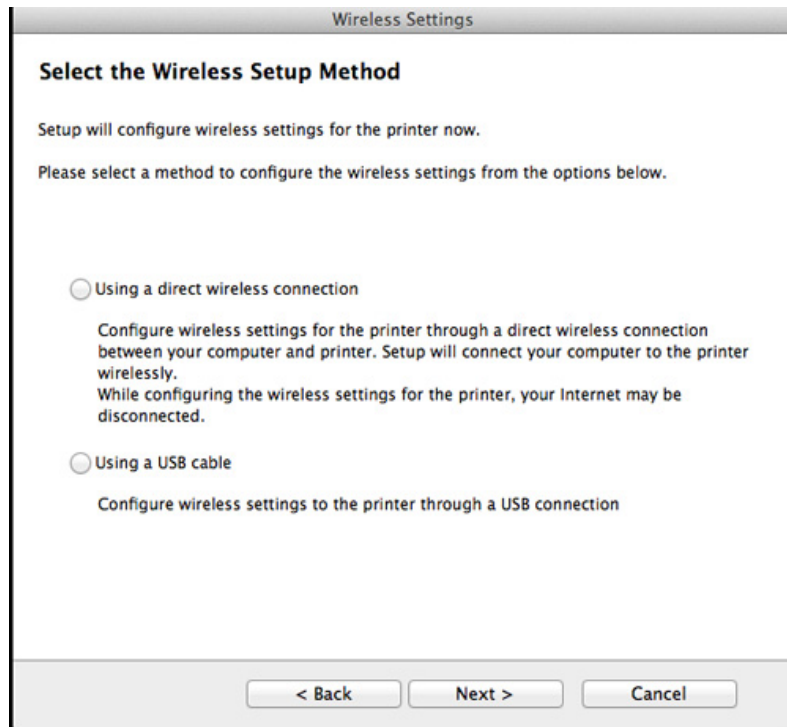 Wireless Settings
Select the Wireless Setup Method
Setup will configure wireless settings for the printer now.
Please select a method to configure the wireless settings from the options below.
Using a direct wireless connection
Configure wireless settings for the printer through a direct wireless connection
between your computer and printer. Setup will connect your computer to the printer
wirelessly.
While configuring the wireless settings for the printer, your Internet may be
disconnected.
Using a USB cable
Configure wireless settings to the printer through a USB connection
< Back Next > Cancel